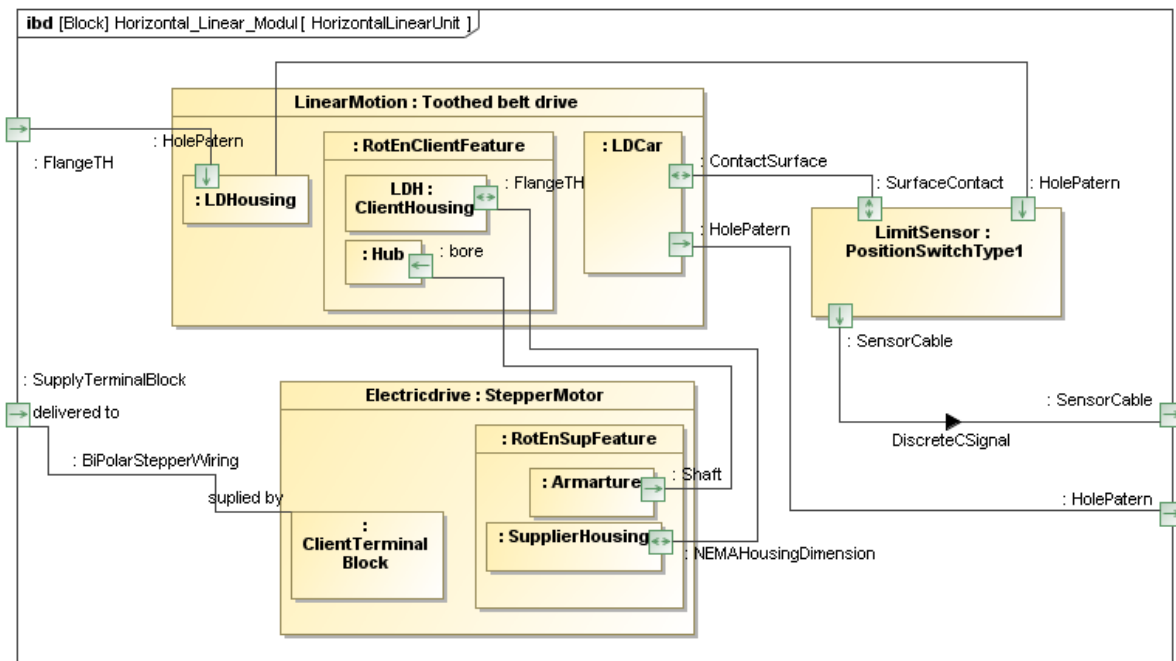 ibd [Block] Horizontal_Linear_Modul[ HorizontalLinearUnit ]
LinearMotion : Toothed belt drive
: HolePatern
: FlangeTH
: LDHousing
: RotEnClientFeature
LDH :
ClientHousing
: FlangeTH
: Hub
: bore
: LDCar
: ContactSurface
: HolePatern
: SurfaceContact
: HolePatern
LimitSensor :
PositionSwitchType1
: SensorCable
: SensorCable
DiscreteCSignal
: HolePatern
: SupplyTerminalBlock
delivered to
: BiPolarStepperWiring
suplied by
Electricdrive : StepperMotor
:
ClientTerminal
Block
: RotEnSupFeature
: Armarture
: Shaft
: SupplierHousing
: NEMAHousingDimension